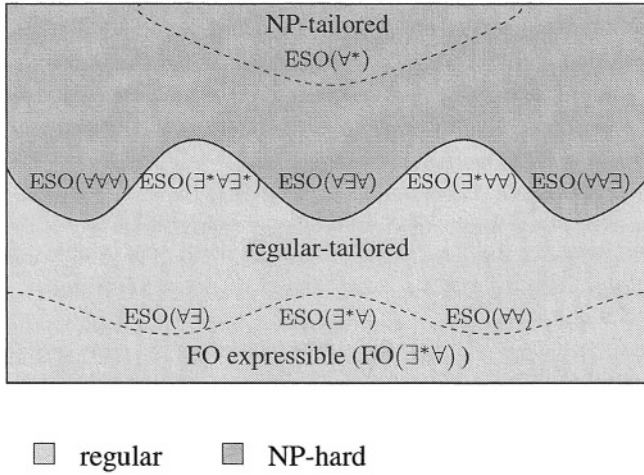 NP-tailored
ESO(∀*)
ESO(∀∀∀) ESO(∃*∀∃*) ESO(∀∃∀) ESO(∃*∀∀) ESO(∀∀∃)
regular-tailored
ESO(∀∃) ESO(∃*∀) ESO(∀∀)
FO expressible (FO(∃*∀) )
regular NP-hard